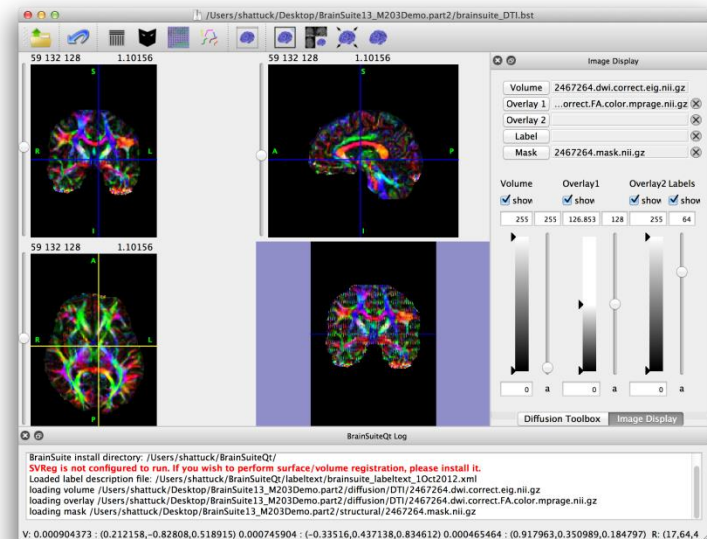 /Users/shattuck/Desktop/BrainSuite13_M203Demo.part2/brainsuite_DTI.bst
59 132 128 1.10156
S
R L
I
59 132 128 1.10156
S
A P
I
59 132 128 1.10156
A
R L
P
Image Display
Volume 2467264.dwi.correct.eig.nii.gz
Overlay 1 ...orrect.FA.color.mprage.nii.gz
Overlay 2
Label
Mask 2467264.mask.nii.gz
Volume Overlay1 Overlay2 Labels
show show show show
255 255 126.853 128 255 64
0 a 0 a 0 a
Diffusion Toolbox Image Display
BrainSuiteQt Log
BrainSuite install directory: /Users/shattuck/BrainSuiteQt/
SVReg is not configured to run. If you wish to perform surface/volume registration, please install it.
Loaded label description file: /Users/shattuck/BrainSuiteQt/labeltext/brainsuite_labeltext_1Oct2012.xml
loading volume /Users/shattuck/Desktop/BrainSuite13_M203Demo.part2/diffusion/DTI/2467264.dwi.correct.eig.nii.gz
loading overlay /Users/shattuck/Desktop/BrainSuite13_M203Demo.part2/diffusion/DTI/2467264.dwi.correct.FA.color.mprage.nii.gz
loading mask /Users/shattuck/Desktop/BrainSuite13_M203Demo.part2/structural/2467264.mask.nii.gz
V: 0.000904373 : (0.212158,-0.82808,0.518915) 0.000745904 : (-0.33516,0.437138,0.834612) 0.000465464 : (0.917963,0.350989,0.184797) R: (17,64,4